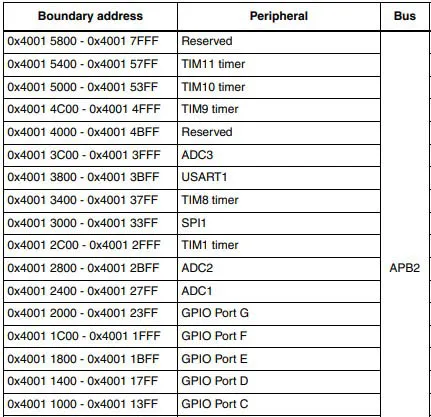 Boundary address Peripheral Bus
0x4001 5800 - 0x4001 7FFF Reserved
0x4001 5400 - 0x4001 57FF TIM11 timer
0x4001 5000 - 0x4001 53FF TIM10 timer
0x4001 4C00 - 0x4001 4FFF TIM9 timer
0x4001 4000 - 0x4001 4BFF Reserved
0x4001 3C00 - 0x4001 3FFF ADC3
0x4001 3800 - 0x4001 3BFF USART1
0x4001 3400 - 0x4001 37FF TIM8 timer
0x4001 3000 - 0x4001 33FF SPI1
0x4001 2C00 - 0x4001 2FFF TIM1 timer
0x4001 2800 - 0x4001 2BFF ADC2 APB2
0x4001 2400 - 0x4001 27FF ADC1
0x4001 2000 - 0x4001 23FF GPIO Port G
0x4001 1C00 - 0x4001 1FFF GPIO Port F
0x4001 1800 - 0x4001 1BFF GPIO Port E
0x4001 1400 - 0x4001 17FF GPIO Port D
0x4001 1000 - 0x4001 13FF GPIO Port C